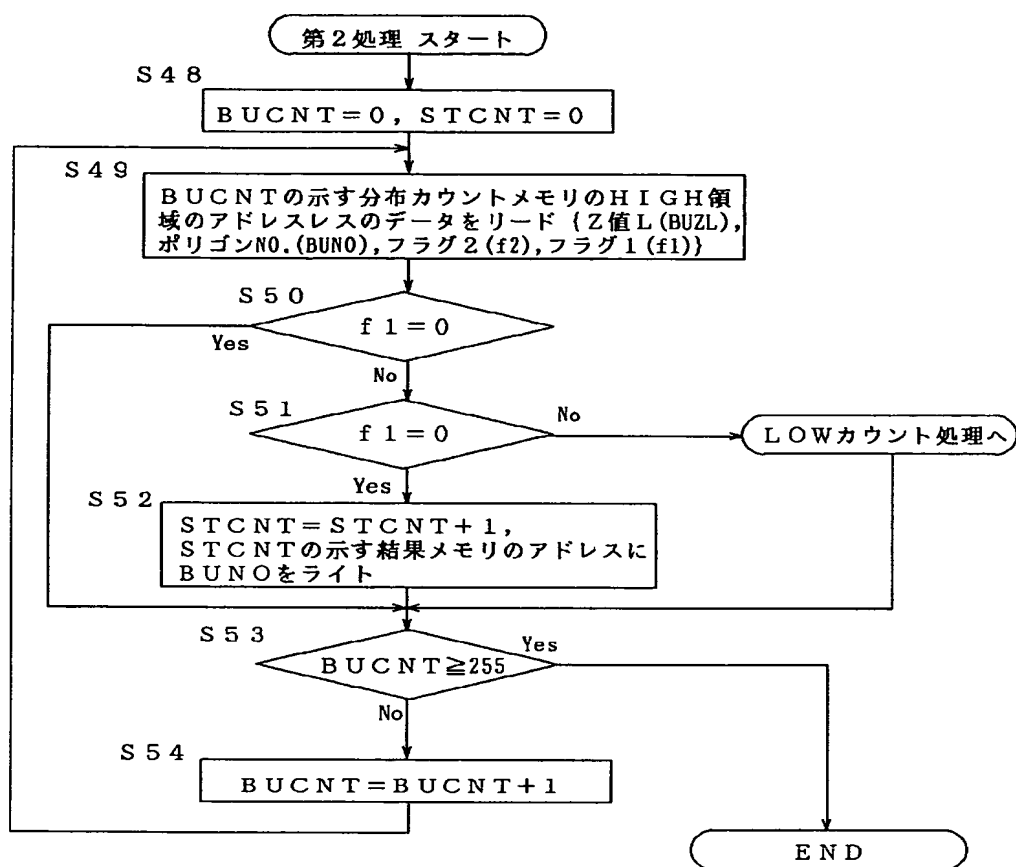 第2処理 スタート
S48
BUCNT=0, STCNT=0
S49
BUCNTの示す分布カウントメモリのHIGH領
域のアドレスレスのデータをリード {Z値L(BUZL),
ポリゴンNO.(BUNO),フラグ2(f2),フラグ1(f1)}
S50
f1=0
Yes
No
S51
f1=0
No
LOWカウント処理へ
Yes
S52
STCNT=STCNT+1,
STCNTの示す結果メモリのアドレスに
BUNOをライト
S53
BUCNT≧255
Yes
No
S54
BUCNT=BUCNT+1
END